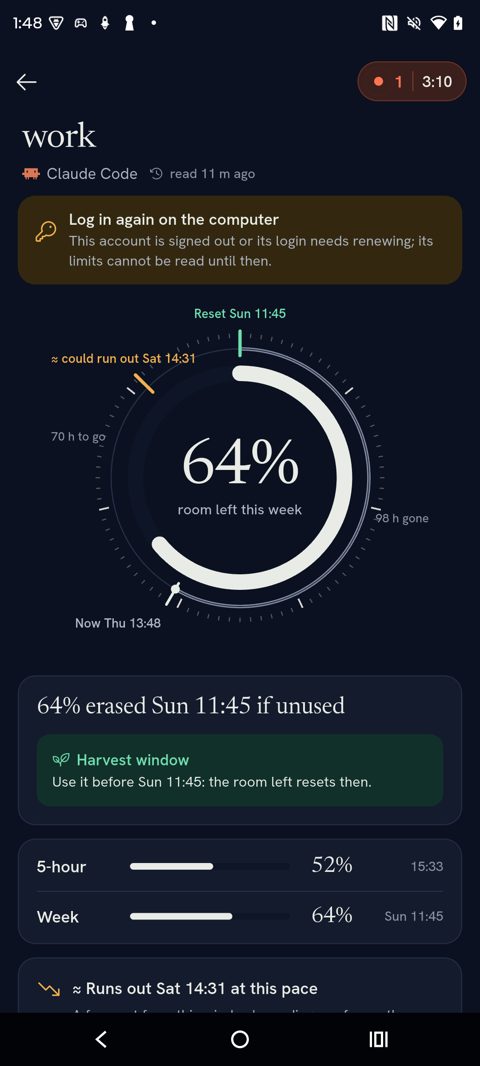 1:48
1 3:10
work
Claude Code read 11 m ago
Log in again on the computer
This account is signed out or its login needs renewing; its
limits cannot be read until then.
Reset Sun 11:45
≈ could run out Sat 14:31
70 h to go
64%
room left this week
98 h gone
Now Thu 13:48
64% erased Sun 11:45 if unused
Harvest window
Use it before Sun 11:45: the room left resets then.
5-hour 52% 15:33
Week 64% Sun 11:45
≈ Runs out Sat 14:31 at this pace